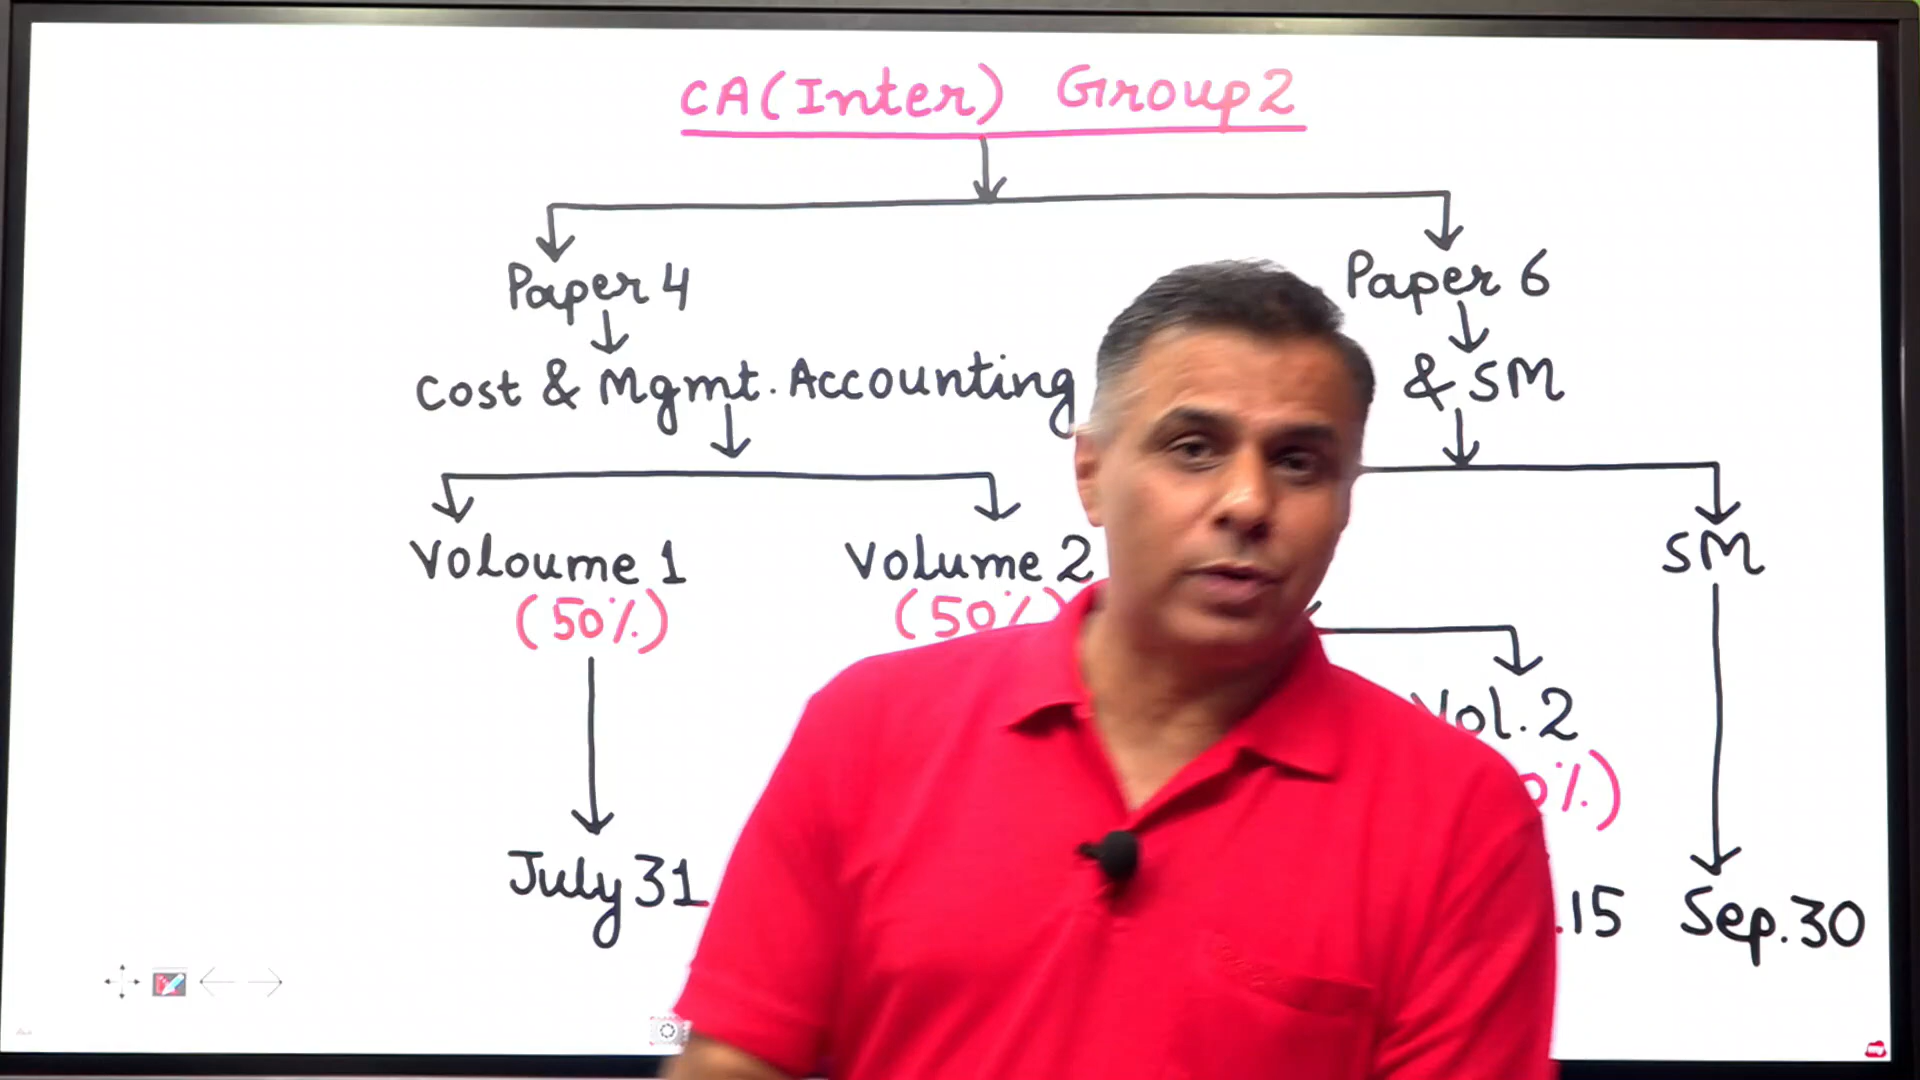 CA(Inter) Group2
Paper 4
Paper 6
Cost & Mgmt. Accounting
& SM
Voloume 1
Volume 2
SM
(50%)
(50%)
Vol. 2
July 31
.15
Sep. 30